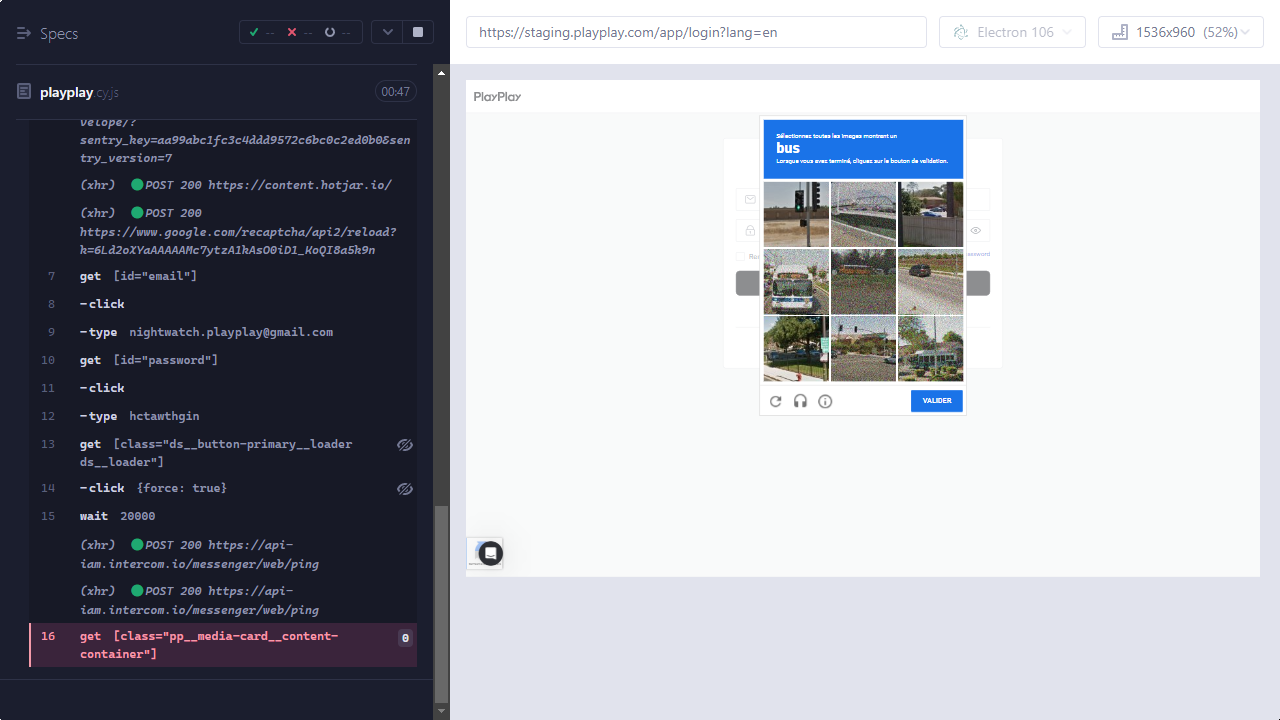 Specs
--
--
--
playplay.cy.js
00:47
velope/?
sentry_key=aa99abc1fc3c4ddd9572c6bc0c2ed0b0&sen
try_version=7
(xhr) POST 200 https://content.hotjar.io/
(xhr) POST 200
https://www.google.com/recaptcha/api2/reload?
k=6Ld2oXYaAAAAAMc7ytzA1kAsO0iD1_KoQI8a5k9n
7 get [id="email"]
8 -click
9 -type nightwatch.playplay@gmail.com
10 get [id="password"]
11 -click
12 -type hctawthgin
13 get [class="ds__button-primary__loader
ds__loader"]
14 -click {force: true}
15 wait 20000
(xhr) POST 200 https://api-
iam.intercom.io/messenger/web/ping
(xhr) POST 200 https://api-
iam.intercom.io/messenger/web/ping
16 get [class="pp__media-card__content-
container"]
0
https://staging.playplay.com/app/login?lang=en
Electron 106
1536x960 (52%)
PlayPlay
Sélectionnez toutes les images montrant un
bus
Lorsque vous avez terminé, cliquez sur le bouton de validation.
VALIDER